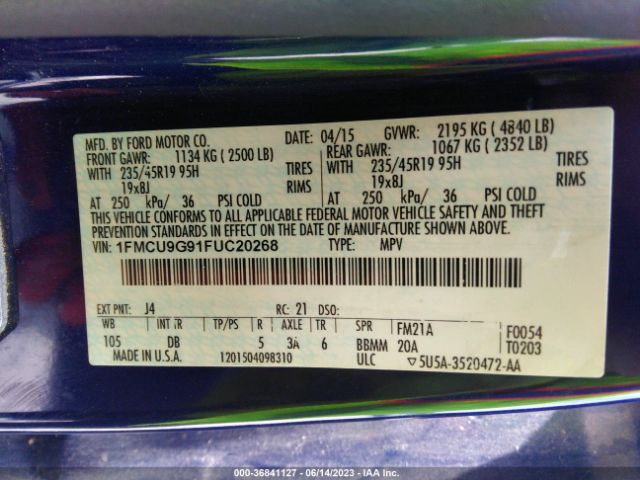 MFD. BY FORD MOTOR CO. DATE: 04/15 GVWR: 2195 KG ( 4840 LB)
FRONT GAWR: 1134 KG ( 2500 LB) REAR GAWR: 1067 KG ( 2352 LB)
WITH 235/45R19 95H TIRES WITH 235/45R19 95H TIRES
19x8J RIMS 19x8J RIMS
AT 250 kPa/ 36 PSI COLD AT 250 kPa/ 36 PSI COLD
THIS VEHICLE CONFORMS TO ALL APPLICABLE FEDERAL MOTOR VEHICLE SAFETY AND THEFT
PREVENTION STANDARDS IN EFFECT ON THE DATE OF MANUFACTURE SHOWN ABOVE.
VIN: 1FMCU9G91FUC20268 TYPE: MPV
EXT PNT: J4 RC: 21 DSO:
WB INT TR TP/PS R AXLE TR SPR FM21A F0054
105 DB 5 3A 6 BBMM 20A T0203
MADE IN U.S.A. 1201504098310 ULC ▽5U5A-3520472-AA
000-36841127 - 06/14/2023 - IAA Inc.